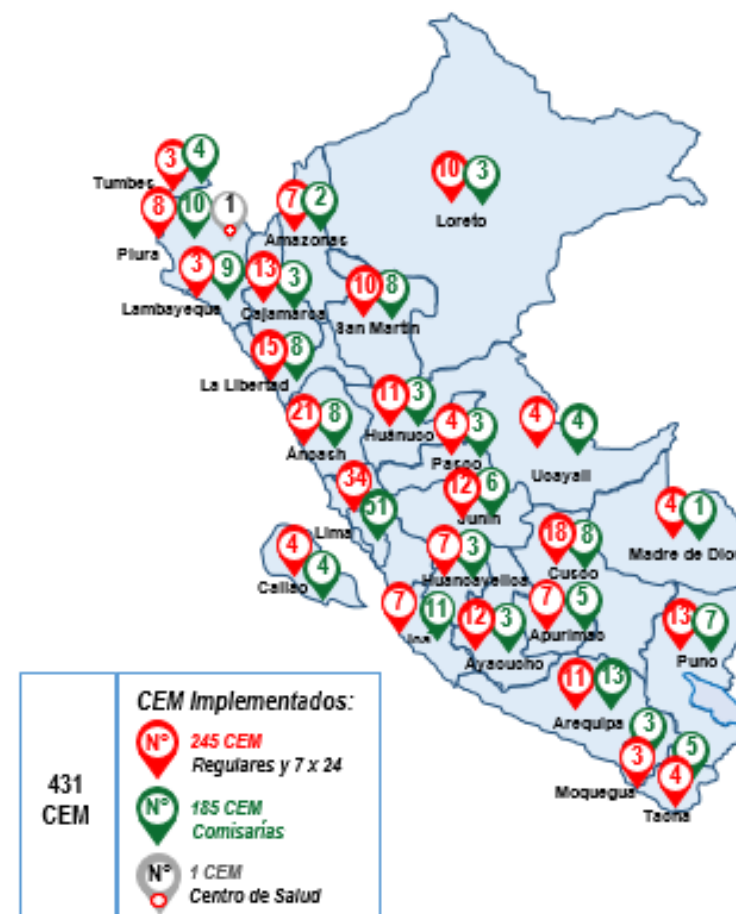 3 4
Tumbes
8 10 1
Piura
7 2
Amazonas
10 3
Loreto
3 9
Lambayeque
13 3
Cajamarca
10 8
San Martin
15 8
La Libertad
11 3
Huánuco
21 8
Ancash
4 3
Pasco
4 4
Ucayali
34 51
Lima
12 6
Junin
4 1
Madre de Dios
4 4
Callao
7 3
Huancavelica
18 8
Cusco
7 11
Ica
12 3
Ayacucho
7 5
Apurimac
13 7
Puno
11 13
Arequipa
3 3
Moquegua
5 4
Tacna
431
CEM
CEM Implementados:
N° 245 CEM
Regulares y 7 x 24
N° 185 CEM
Comisarías
N° 1 CEM
Centro de Salud